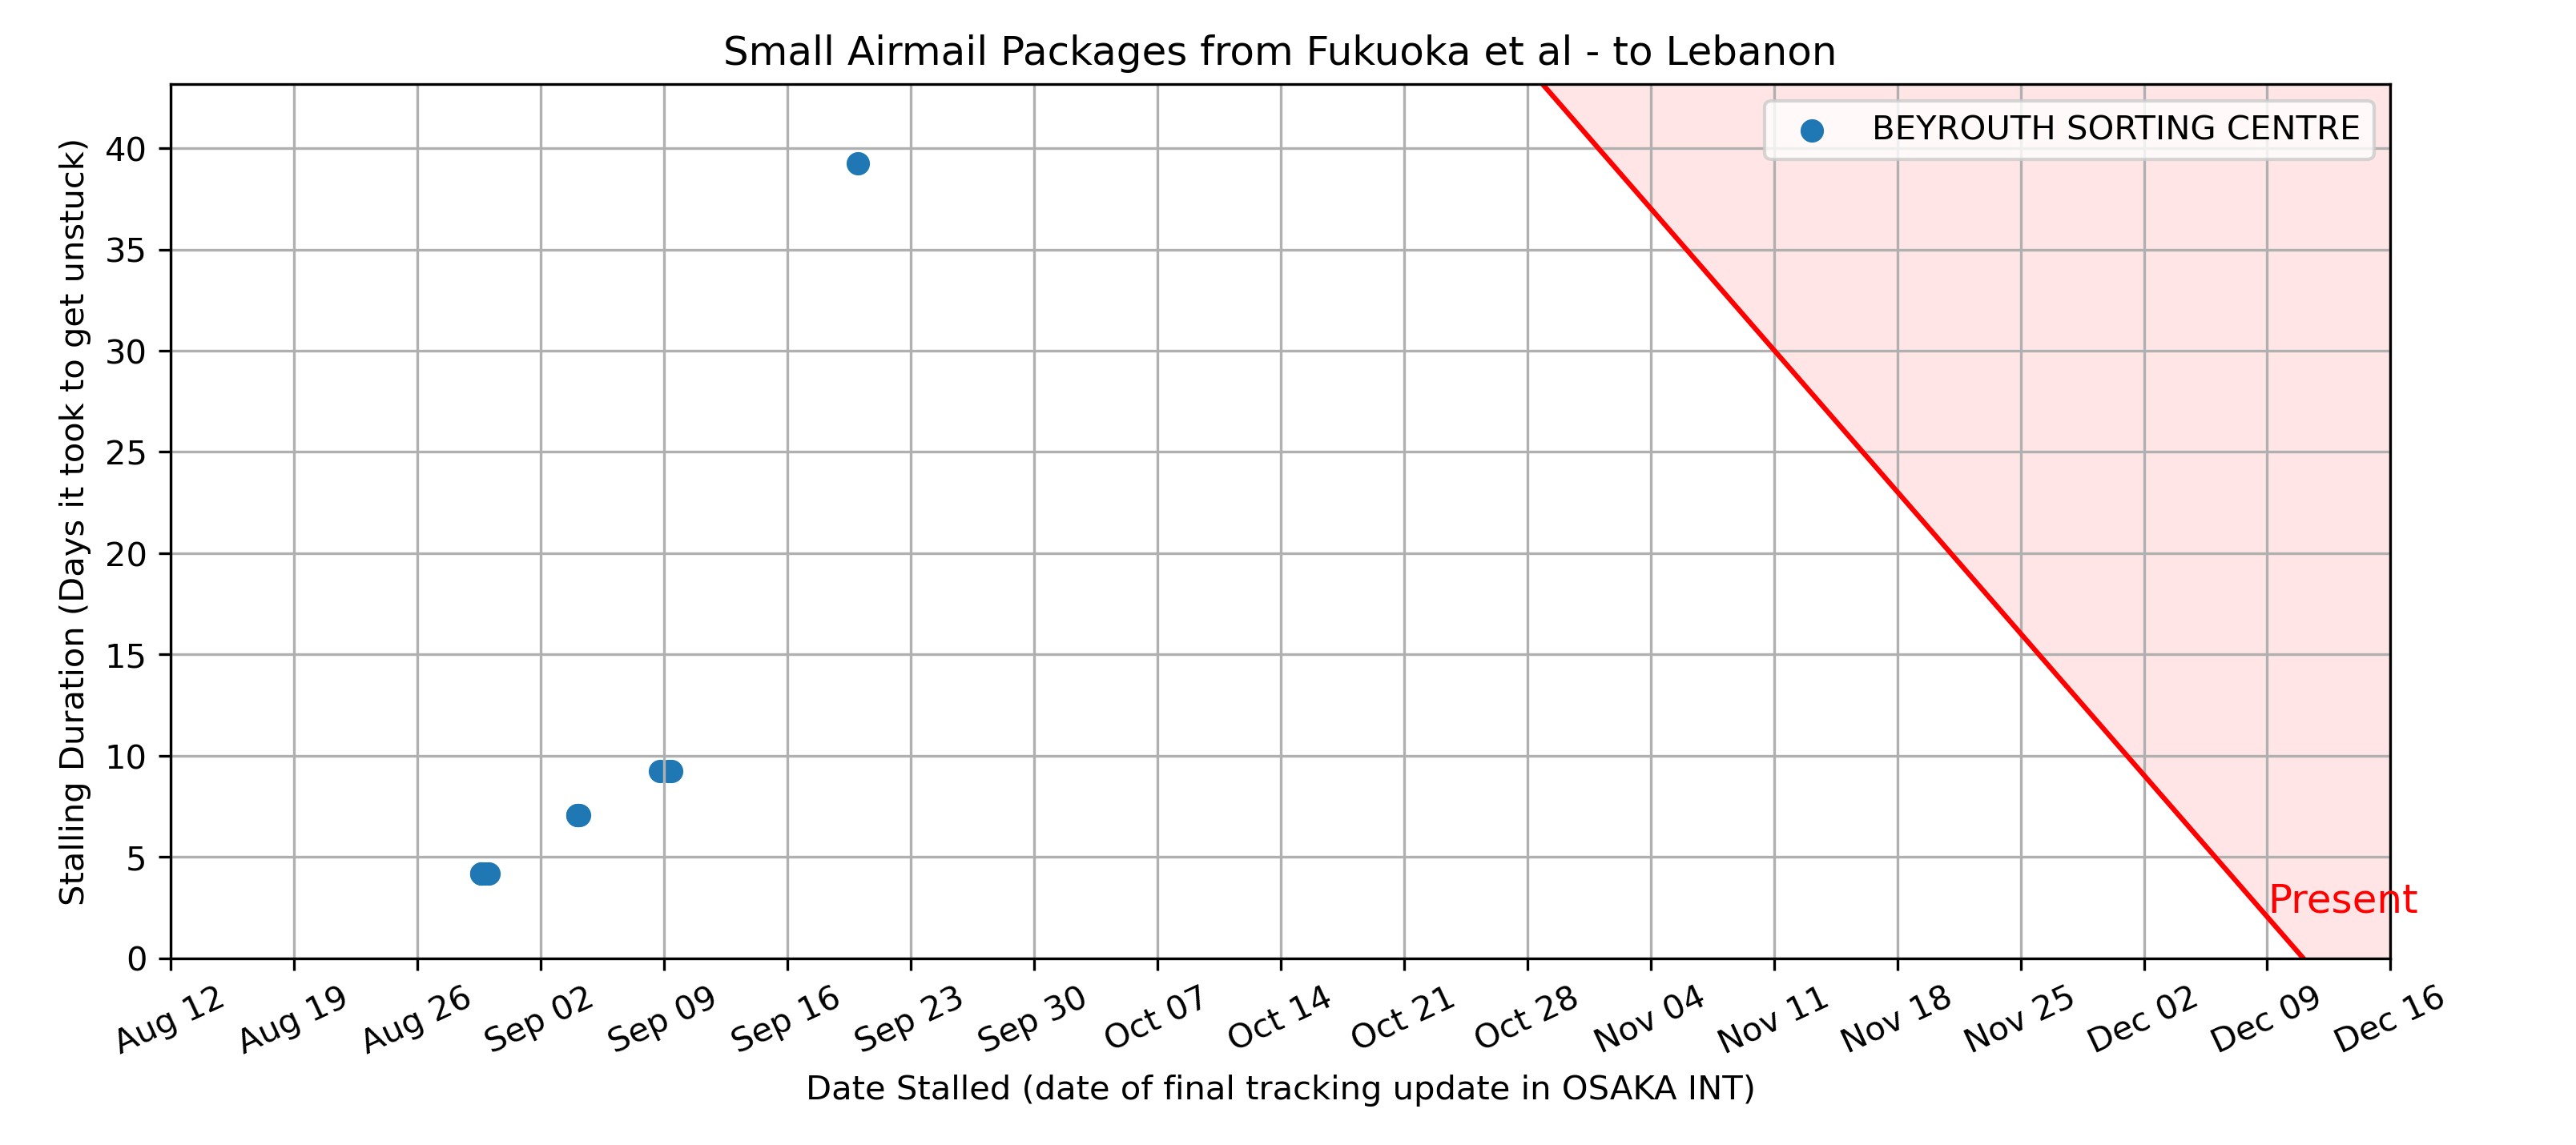 Small Airmail Packages from Fukuoka et al - to Lebanon
BEYROUTH SORTING CENTRE
Stalling Duration (Days it took to get unstuck)
40
35
30
25
20
15
10
5
0
Present
Aug 12 Aug 19 Aug 26 Sep 02 Sep 09 Sep 16 Sep 23 Sep 30 Oct 07 Oct 14 Oct 21 Oct 28 Nov 04 Nov 11 Nov 18 Nov 25 Dec 02 Dec 09 Dec 16
Date Stalled (date of final tracking update in OSAKA INT)